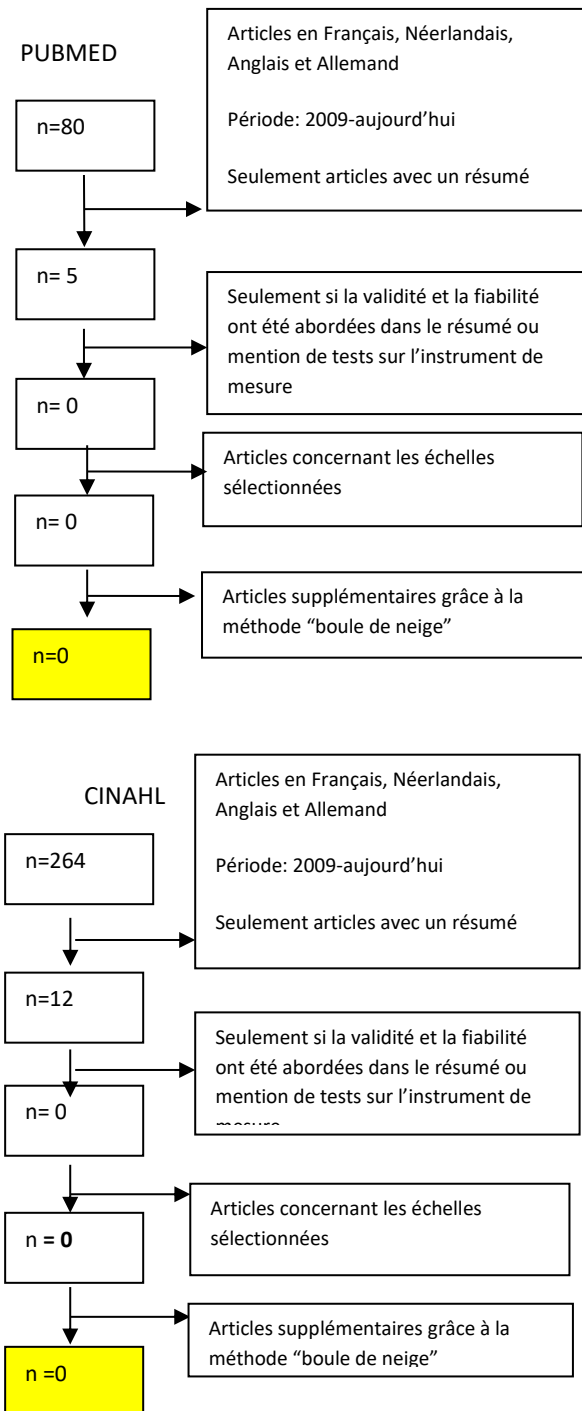 PUBMED
Articles en Français, Néerlandais,
Anglais et Allemand
Période: 2009-aujourd’hui
Seulement articles avec un résumé
n=80
n= 5
Seulement si la validité et la fiabilité
ont été abordées dans le résumé ou
mention de tests sur l’instrument de
mesure
n= 0
Articles concernant les échelles
sélectionnées
n= 0
Articles supplémentaires grâce à la
méthode “boule de neige”
n=0
CINAHL
Articles en Français, Néerlandais,
Anglais et Allemand
Période: 2009-aujourd’hui
Seulement articles avec un résumé
n=264
n=12
Seulement si la validité et la fiabilité
ont été abordées dans le résumé ou
mention de tests sur l’instrument de
n= 0
Articles concernant les échelles
sélectionnées
n = 0
Articles supplémentaires grâce à la
méthode “boule de neige”
n =0